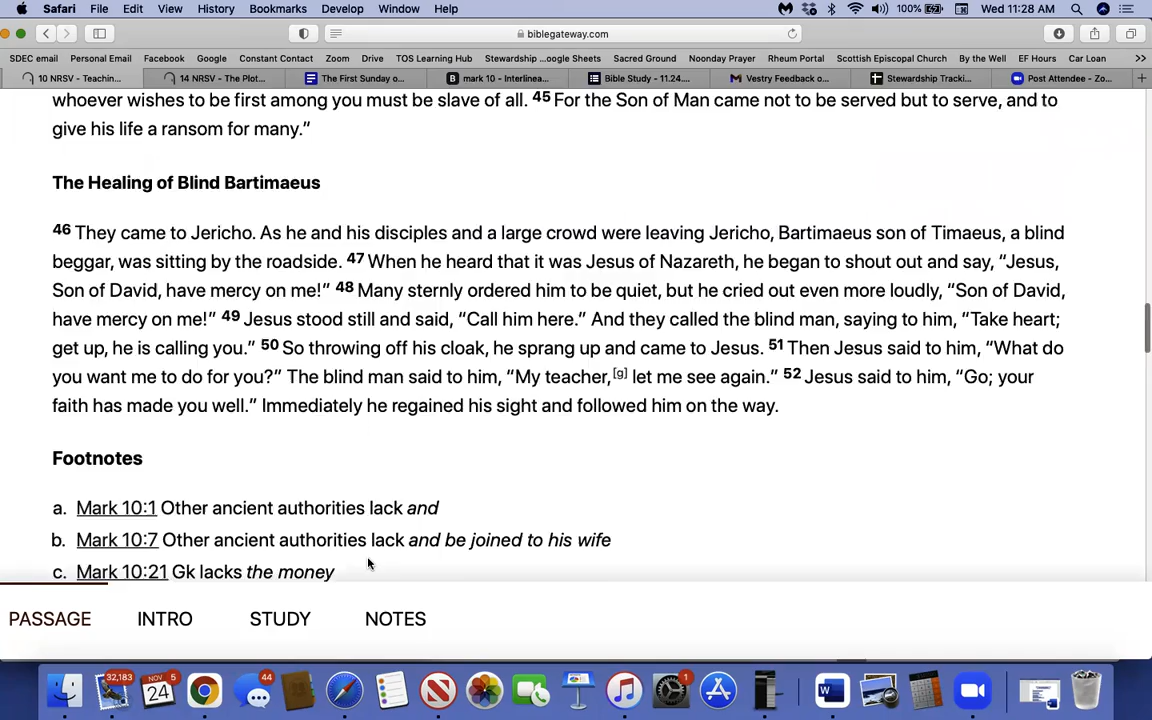 Safari File Edit View History Bookmarks Develop Window Help 100% Wed 11:28 AM
biblegateway.com
SDEC email Personal Email Facebook Google Constant Contact Zoom Drive TOS Learning Hub Stewardship ...oogle Sheets Sacred Ground Noonday Prayer Rheum Portal Scottish Episcopal Church By the Well EF Hours Car Loan >>
10 NRSV - Teachin... 14 NRSV - The Plot... The First Sunday o... B mark 10 - Interlinea... Bible Study - 11.24.... Vestry Feedback o... Stewardship Tracki... Post Attendee - Zo... +
whoever wishes to be first among you must be slave of all. 45 For the Son of Man came not to be served but to serve, and to
give his life a ransom for many.”
The Healing of Blind Bartimaeus
46 They came to Jericho. As he and his disciples and a large crowd were leaving Jericho, Bartimaeus son of Timaeus, a blind
beggar, was sitting by the roadside. 47 When he heard that it was Jesus of Nazareth, he began to shout out and say, “Jesus,
Son of David, have mercy on me!” 48 Many sternly ordered him to be quiet, but he cried out even more loudly, “Son of David,
have mercy on me!” 49 Jesus stood still and said, “Call him here.” And they called the blind man, saying to him, “Take heart;
get up, he is calling you.” 50 So throwing off his cloak, he sprang up and came to Jesus. 51 Then Jesus said to him, “What do
you want me to do for you?” The blind man said to him, “My teacher,[g] let me see again.” 52 Jesus said to him, “Go; your
faith has made you well.” Immediately he regained his sight and followed him on the way.
Footnotes
a. Mark 10:1 Other ancient authorities lack and
b. Mark 10:7 Other ancient authorities lack and be joined to his wife
c. Mark 10:21 Gk lacks the money
PASSAGE INTRO STUDY NOTES
32,183 NOV 24 5 44 1 W